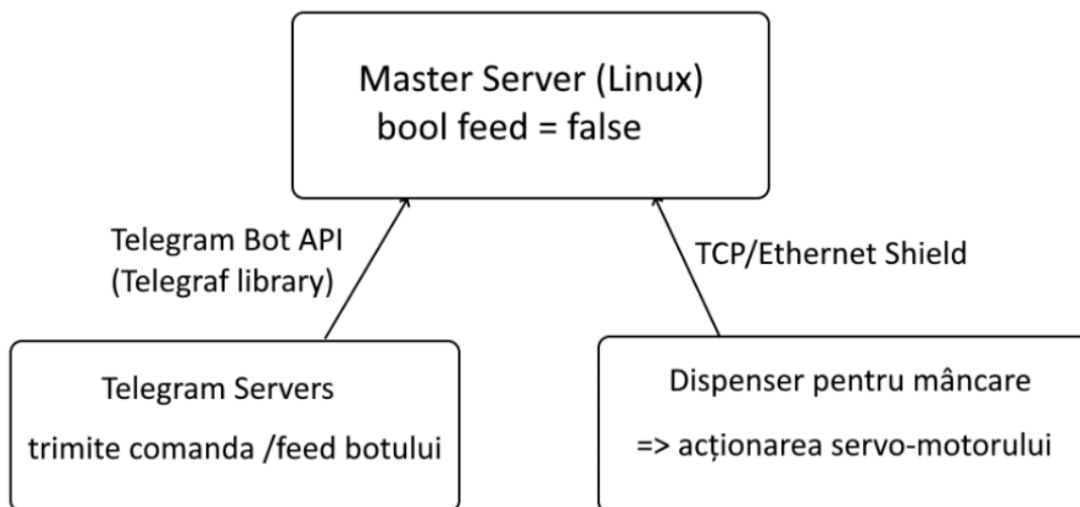 Master Server (Linux)
bool feed = false
Telegram Bot API
(Telegraf library)
TCP/Ethernet Shield
Telegram Servers
trimite comanda /feed botului
Dispenser pentru mâncare
=> acționarea servo-motorului